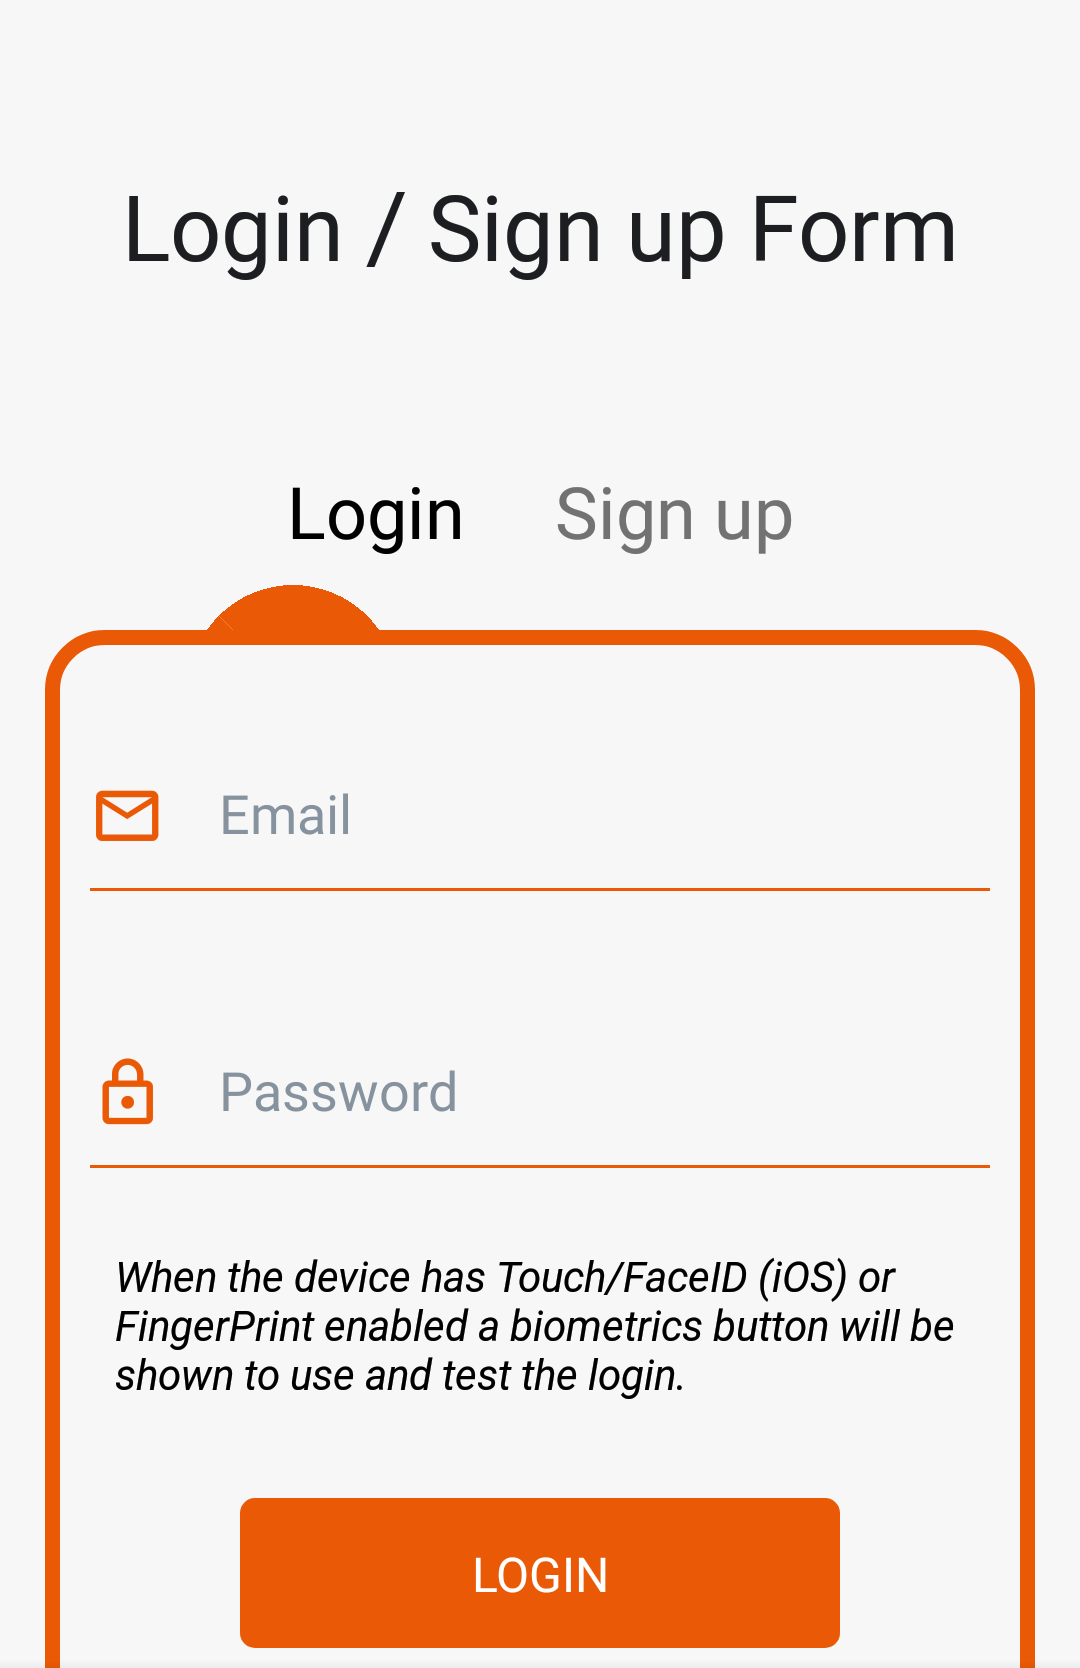 Login / Sign up Form
Login
Sign up
Email
Password
When the device has Touch/FaceID (iOS) or
FingerPrint enabled a biometrics button will be
shown to use and test the login.
LOGIN